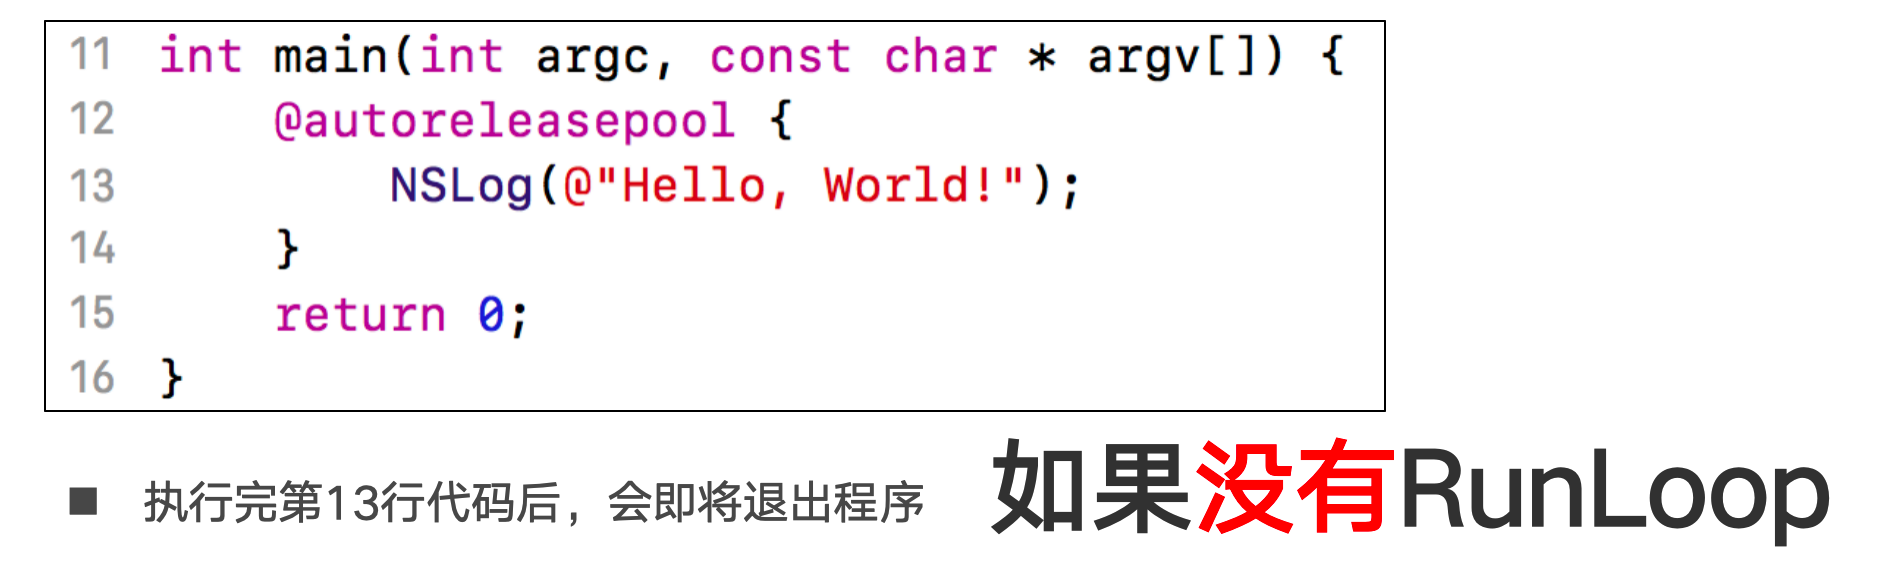 11 int main(int argc, const char * argv[]) {
12 @autoreleasepool {
13 NSLog(@"Hello, World!");
14 }
15 return 0;
16 }
■ 执行完第13行代码后，会即将退出程序
如果没有RunLoop